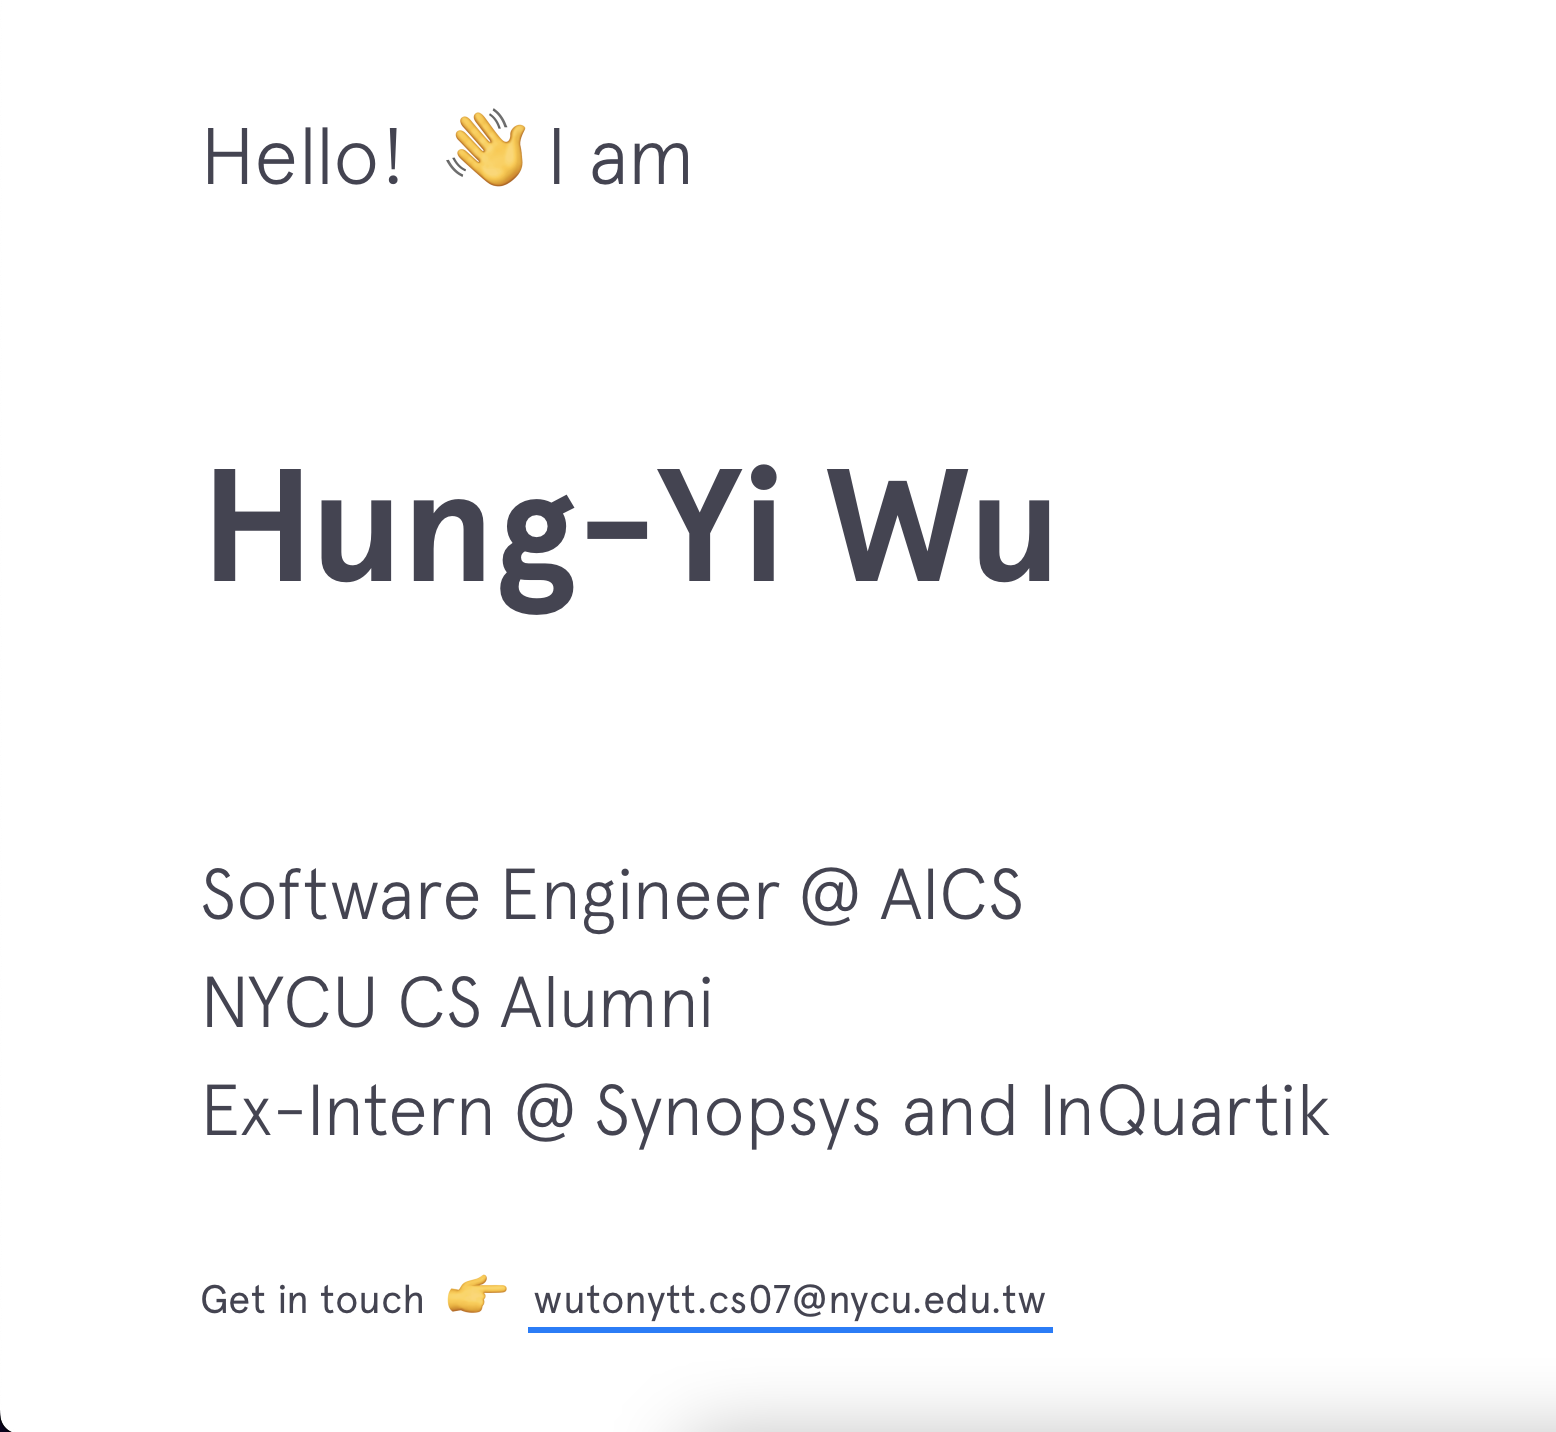 Hello! 👋 I am
Hung-Yi Wu
Software Engineer @ AICS
NYCU CS Alumni
Ex-Intern @ Synopsys and InQuartik
Get in touch 👉 wutonytt.cs07@nycu.edu.tw